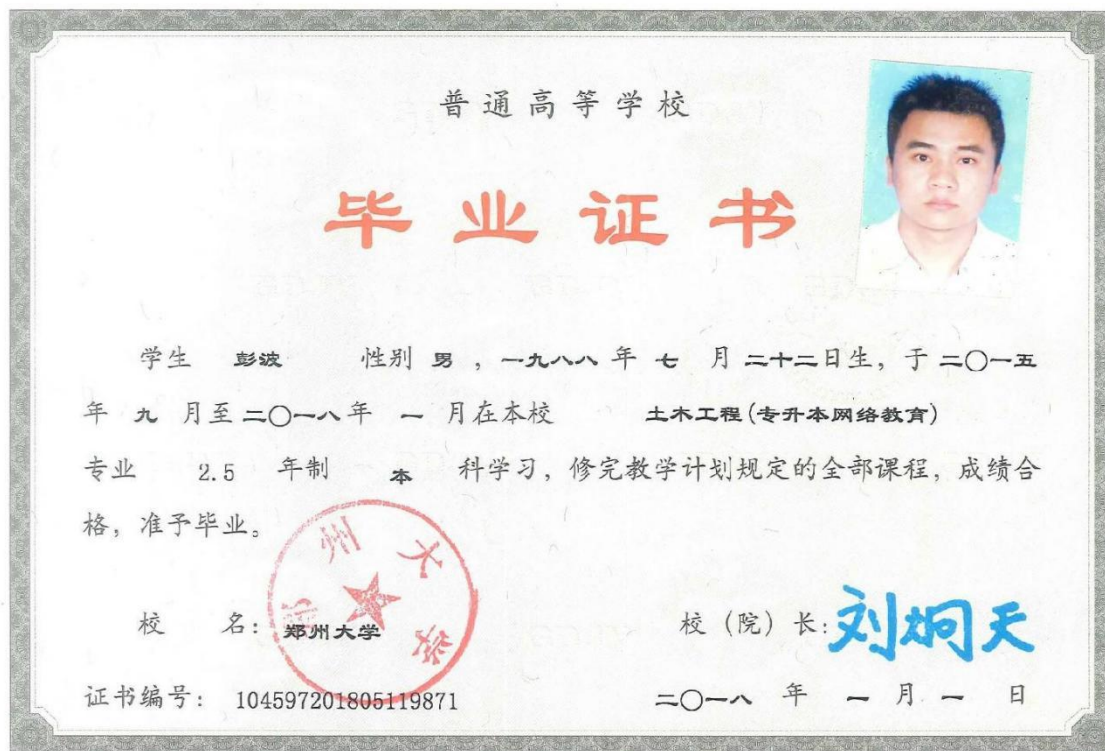 普通高等学校
毕业证书
学生 彭波 性别 男 ，一九八八 年 七 月 二十二日生，于 二〇一五
年 九 月至 二〇一八 年 一 月在本校 土木工程(专升本网络教育)
专业 2.5 年制 本 科学习，修完教学计划规定的全部课程，成绩合
格，准予毕业。
郑州大学
校 名：郑州大学 校（院）长：刘炯天
证书编号： 104597201805119871 二〇一八 年 一 月 一 日